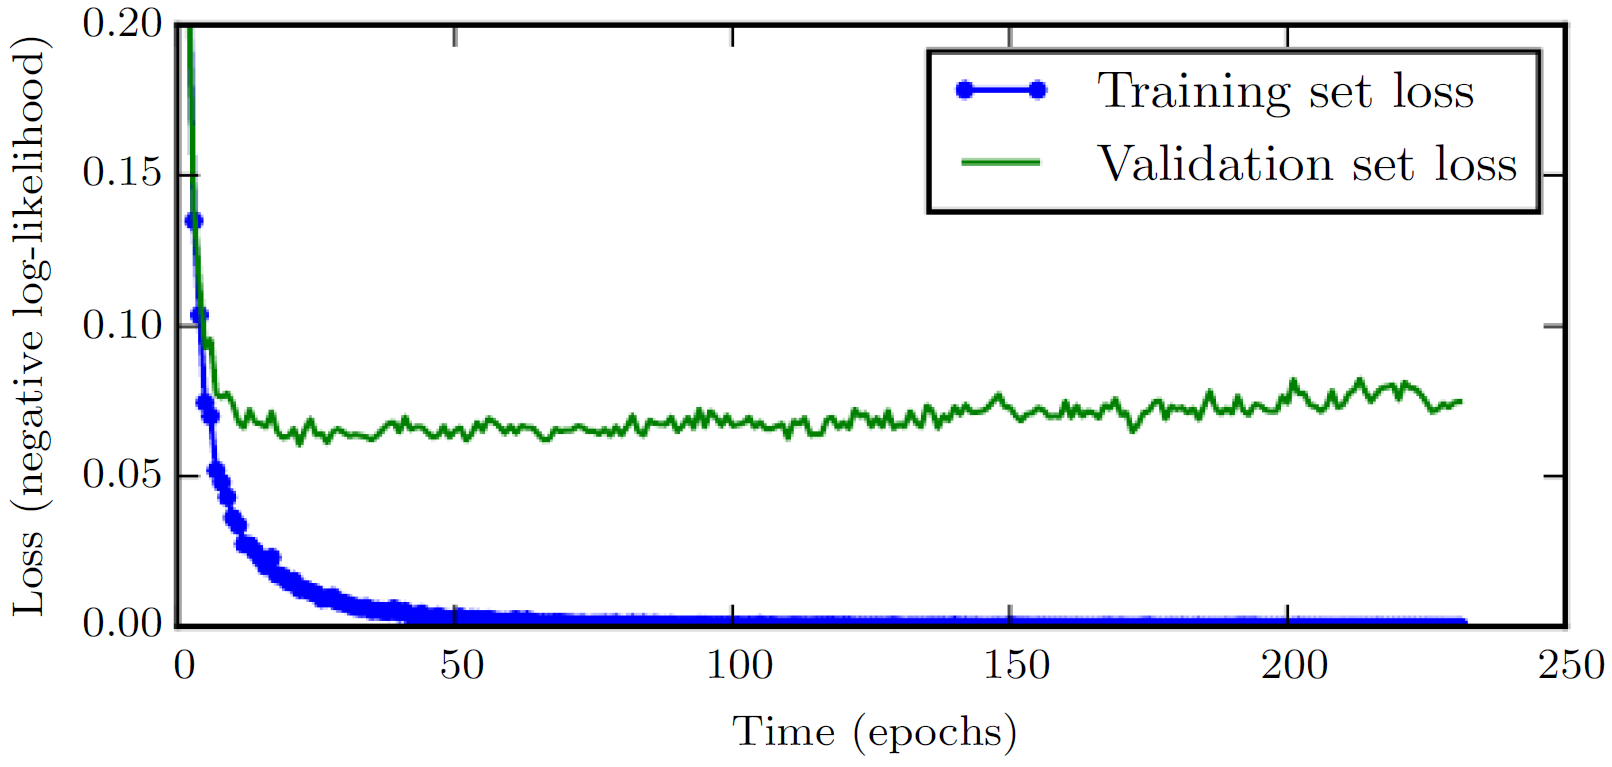 Loss (negative log-likelihood)
0.20
0.15
0.10
0.05
0.00
Training set loss
Validation set loss
0
50
100
150
200
250
Time (epochs)